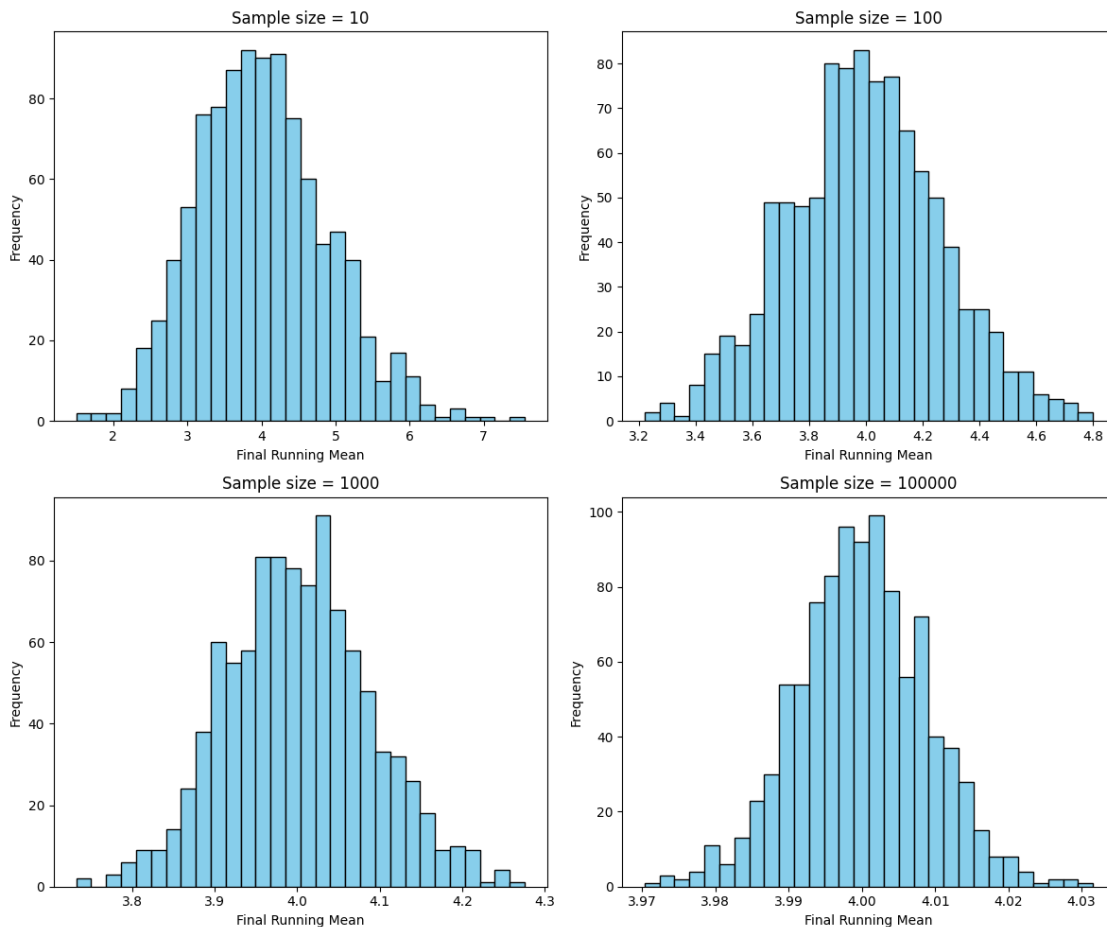 Sample size = 10
80
60
40
20
0
Frequency
2 3 4 5 6 7
Final Running Mean
Sample size = 100
80
70
60
50
40
30
20
10
0
Frequency
3.2 3.4 3.6 3.8 4.0 4.2 4.4 4.6 4.8
Final Running Mean
Sample size = 1000
80
60
40
20
0
Frequency
3.8 3.9 4.0 4.1 4.2 4.3
Final Running Mean
Sample size = 100000
100
80
60
40
20
0
Frequency
3.97 3.98 3.99 4.00 4.01 4.02 4.03
Final Running Mean